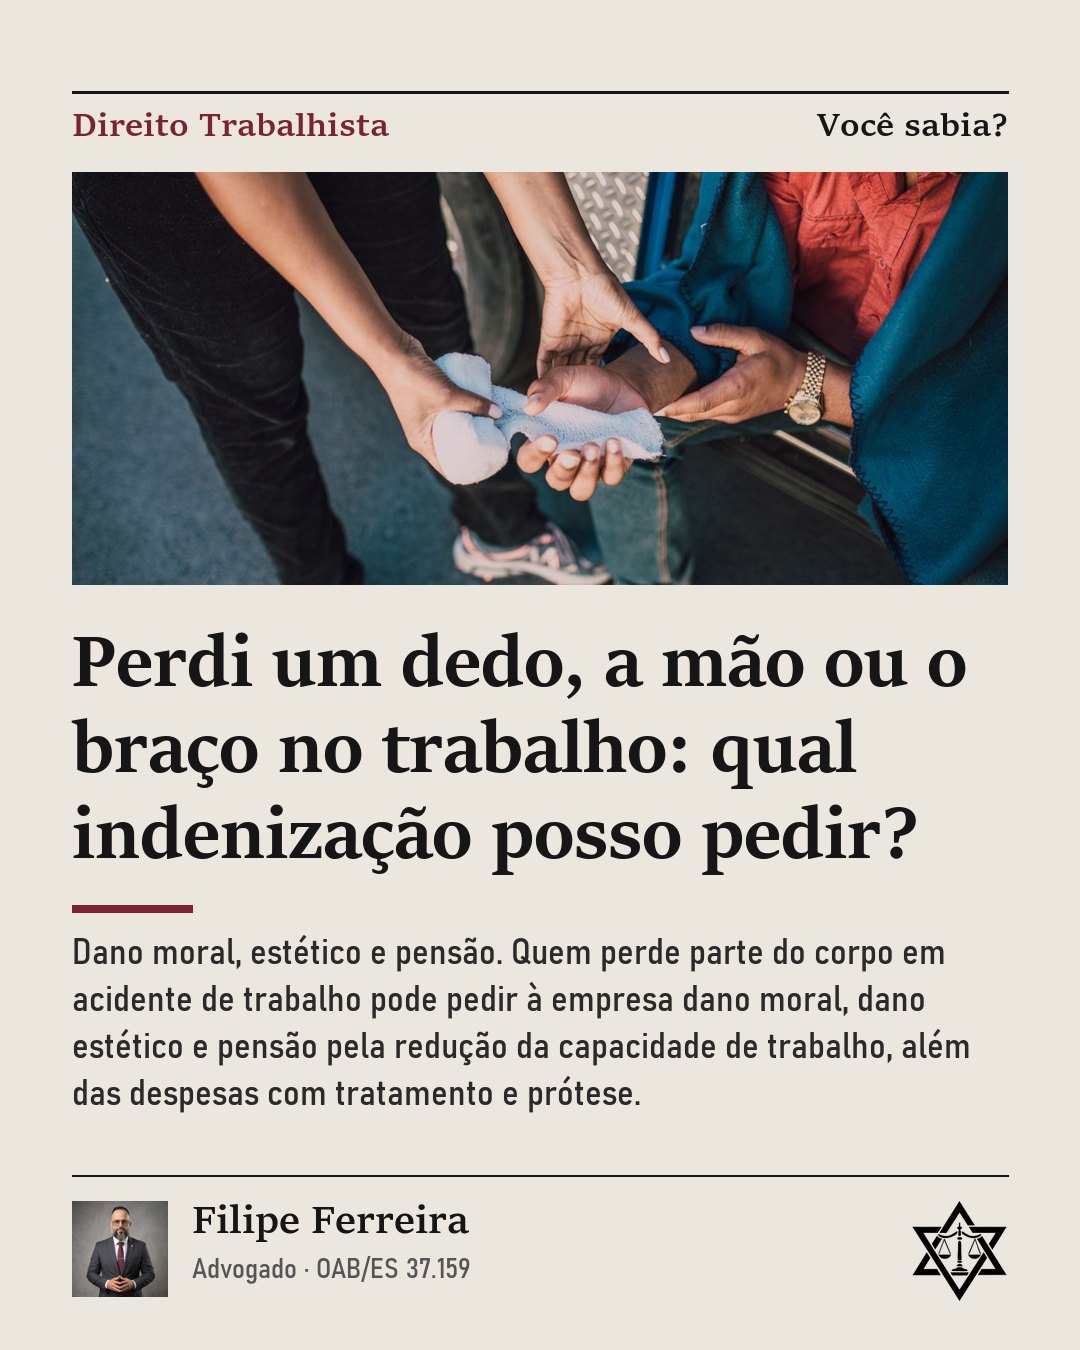 Direito Trabalhista
Você sabia?
Perdi um dedo, a mão ou o
braço no trabalho: qual
indenização posso pedir?
Dano moral, estético e pensão. Quem perde parte do corpo em
acidente de trabalho pode pedir à empresa dano moral, dano
estético e pensão pela redução da capacidade de trabalho, além
das despesas com tratamento e prótese.
Filipe Ferreira
Advogado · OAB/ES 37.159